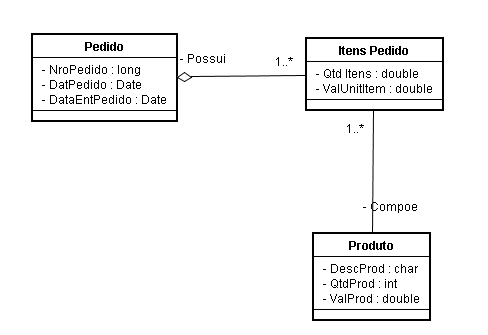 Pedido
- NroPedido : long
- DatPedido : Date
- DataEntPedido : Date
- Possui
1..*
Itens Pedido
- Qtd Itens : double
- ValUnitItem : double
1..*
- Compoe
Produto
- DescProd : char
- QtdProd : int
- ValProd : double